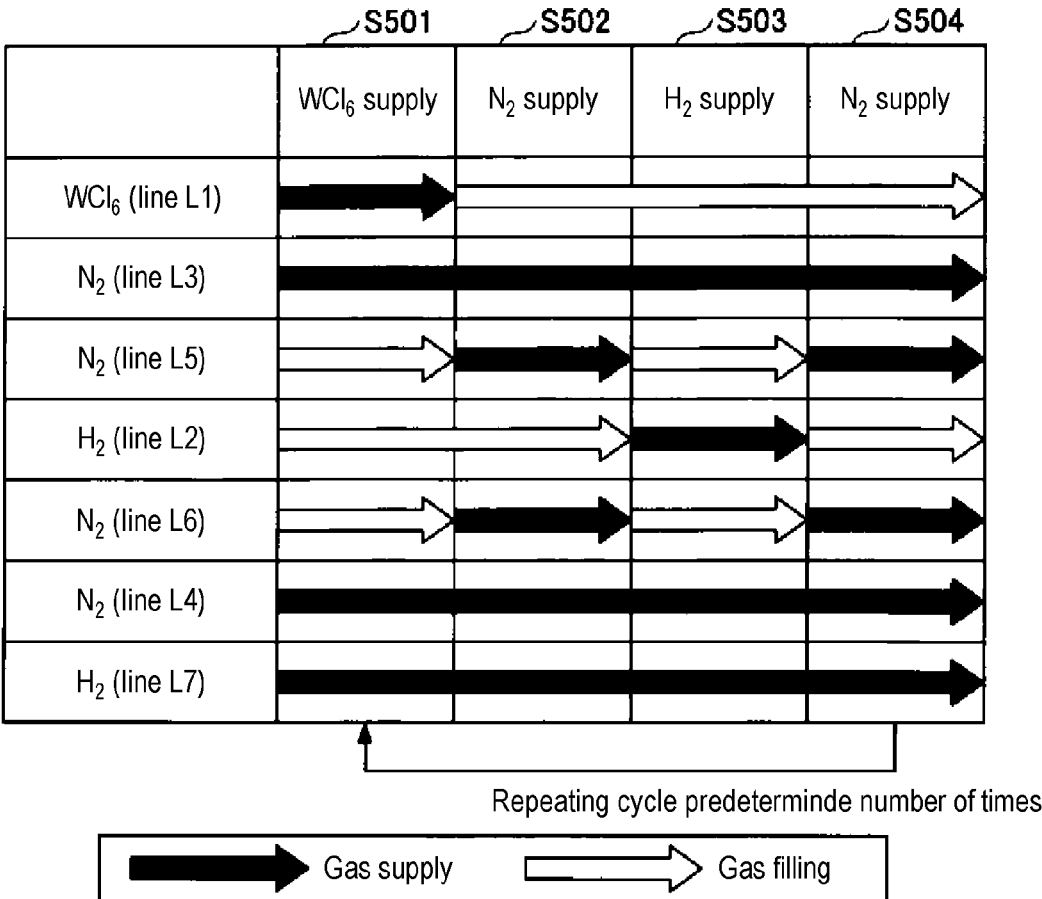 S501 S502 S503 S504
WCl₆ supply N₂ supply H₂ supply N₂ supply
WCl₆ (line L1)
N₂ (line L3)
N₂ (line L5)
H₂ (line L2)
N₂ (line L6)
N₂ (line L4)
H₂ (line L7)
Repeating cycle predeterminde number of times
Gas supply Gas filling